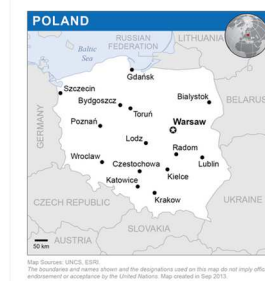 POLAND
RUSSIAN
FEDERATION
LITHUANIA
Baltic
Sea
Gdańsk
Szczecin
Bialystok
Bydgoszcz
Toruń
BELARUS
Poznań
Warsaw
GERMANY
Lodz
Radom
Wroclaw
Lublin
Czestochowa
Kielce
Katowice
Krakow
CZECH REPUBLIC
UKRAINE
SLOVAKIA
50 km
AUSTRIA
Map Sources: UNCS, ESRI.
The boundaries and names shown and the designations used on this map do not imply offic
endorsement or acceptance by the United Nations. Map created in Sep 2013.